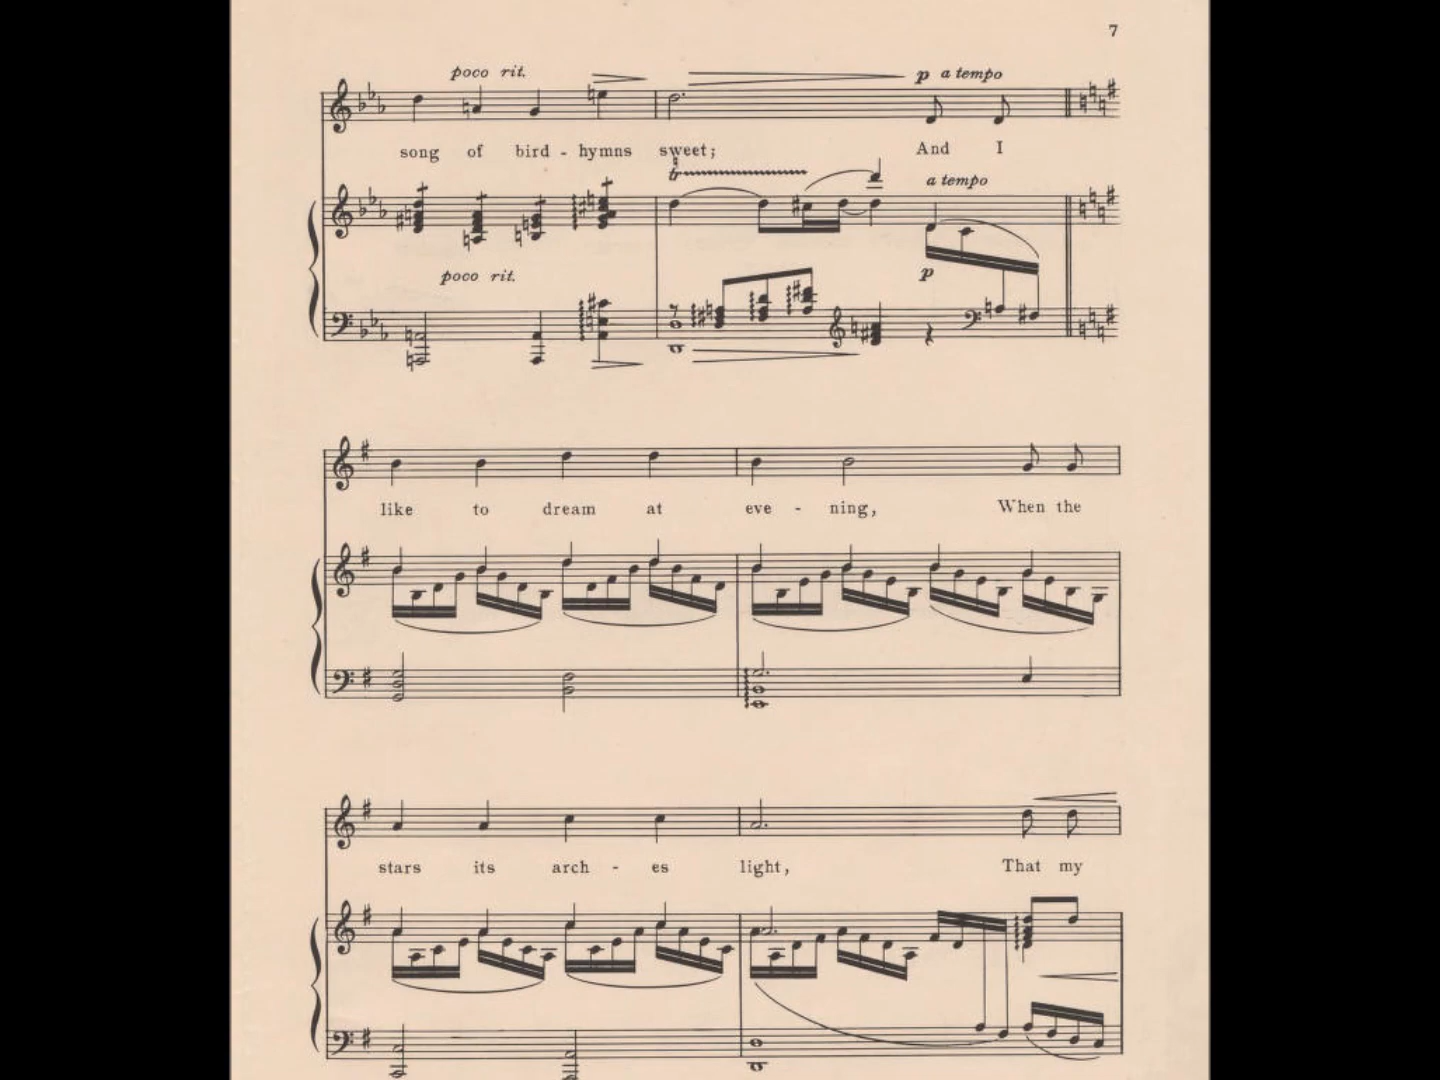 7
poco rit.
p a tempo
song of bird - hymns sweet; And I
tr
a tempo
poco rit.
p
like to dream at eve - ning, When the
stars its arch - es light, That my